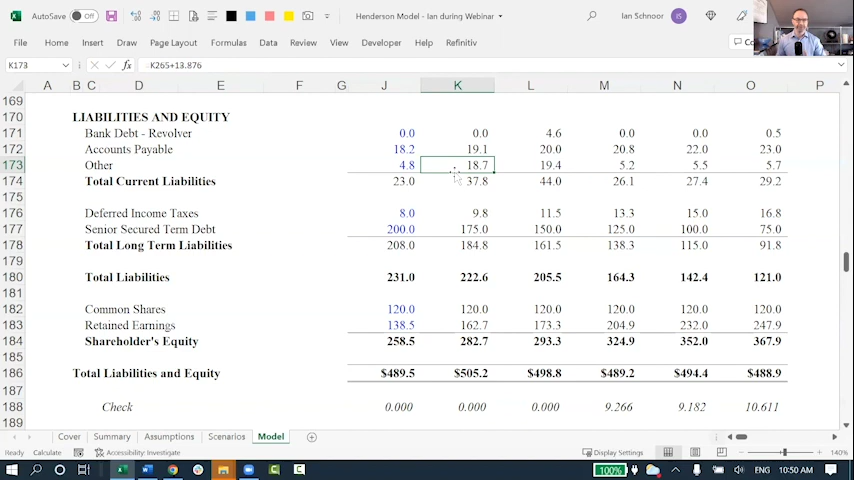 AutoSave Off Henderson Model - Ian during Webinar Ian Schnoor IS
File Home Insert Draw Page Layout Formulas Data Review View Developer Help Refinitiv
K173 fx K265+13.876
A B C D E F G J K L M N O P
169
170 LIABILITIES AND EQUITY
171 Bank Debt - Revolver 0.0 0.0 4.6 0.0 0.0 0.5
172 Accounts Payable 18.2 19.1 20.0 20.8 22.0 23.0
173 Other 4.8 18.7 19.4 5.2 5.5 5.7
174 Total Current Liabilities 23.0 37.8 44.0 26.1 27.4 29.2
175
176 Deferred Income Taxes 8.0 9.8 11.5 13.3 15.0 16.8
177 Senior Secured Term Debt 200.0 175.0 150.0 125.0 100.0 75.0
178 Total Long Term Liabilities 208.0 184.8 161.5 138.3 115.0 91.8
179
180 Total Liabilities 231.0 222.6 205.5 164.3 142.4 121.0
181
182 Common Shares 120.0 120.0 120.0 120.0 120.0 120.0
183 Retained Earnings 138.5 162.7 173.3 204.9 232.0 247.9
184 Shareholder's Equity 258.5 282.7 293.3 324.9 352.0 367.9
185
186 Total Liabilities and Equity $489.5 $505.2 $498.8 $489.2 $494.4 $488.9
187
188 Check 0.000 0.000 0.000 9.266 9.182 10.611
189
Cover Summary Assumptions Scenarios Model
Ready Calculate Accessibility: Investigate Display Settings 140%
100% ENG 10:50 AM